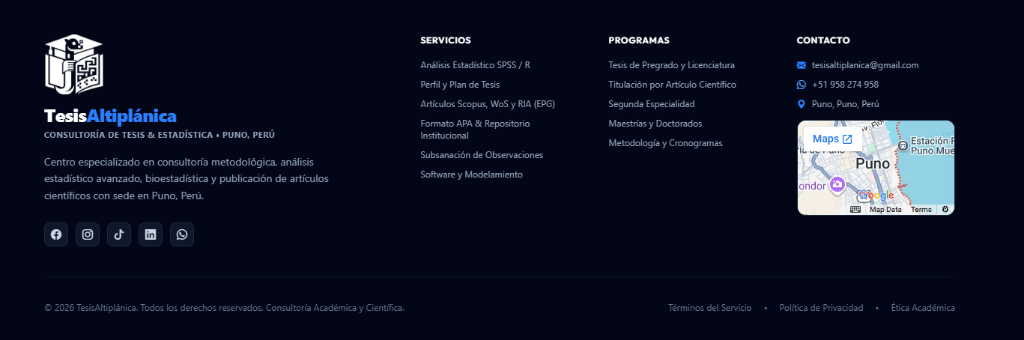 TesisAltiplánica
CONSULTORÍA DE TESIS & ESTADÍSTICA • PUNO, PERÚ
Centro especializado en consultoría metodológica, análisis
estadístico avanzado, bioestadística y publicación de artículos
científicos con sede en Puno, Perú.
SERVICIOS
Análisis Estadístico SPSS / R
Perfil y Plan de Tesis
Artículos Scopus, WoS y RIA (EPG)
Formato APA & Repositorio
Institucional
Subsanación de Observaciones
Software y Modelamiento
PROGRAMAS
Tesis de Pregrado y Licenciatura
Titulación por Artículo Científico
Segunda Especialidad
Maestrías y Doctorados
Metodología y Cronogramas
CONTACTO
tesisaltiplanica@gmail.com
+51 958 274 958
Puno, Puno, Perú
Maps
Estación
Puno
ondor
Google
Map Data
Terms
© 2026 TesisAltiplánica. Todos los derechos reservados. Consultoría Académica y Científica.
Términos del Servicio • Política de Privacidad • Ética Académica